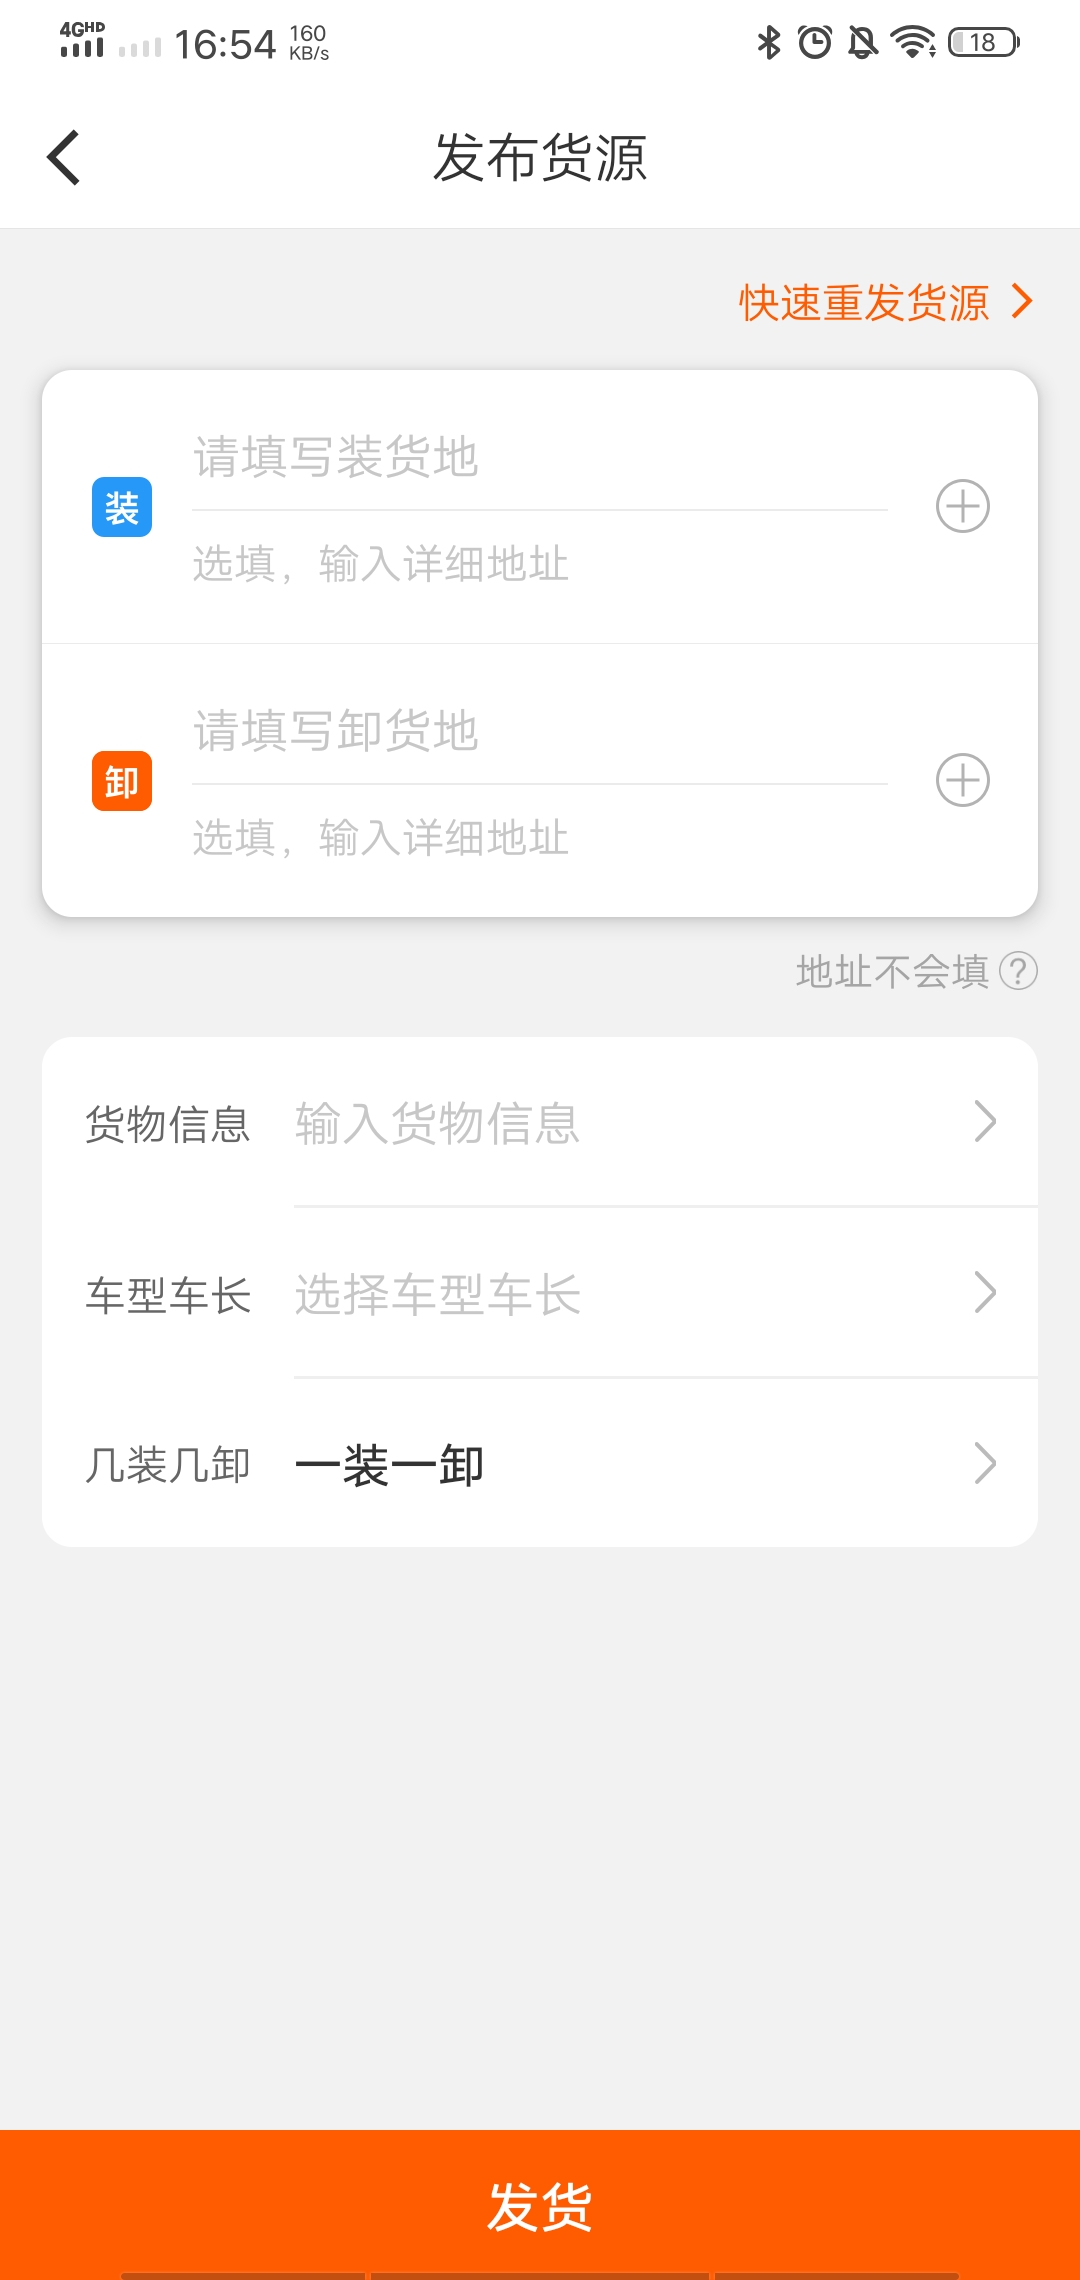 4GHD 16:54 160 KB/s 18
发布货源
快速重发货源
请填写装货地
装
选填，输入详细地址
请填写卸货地
卸
选填，输入详细地址
地址不会填?
货物信息 输入货物信息
车型车长 选择车型车长
几装几卸 一装一卸
发货